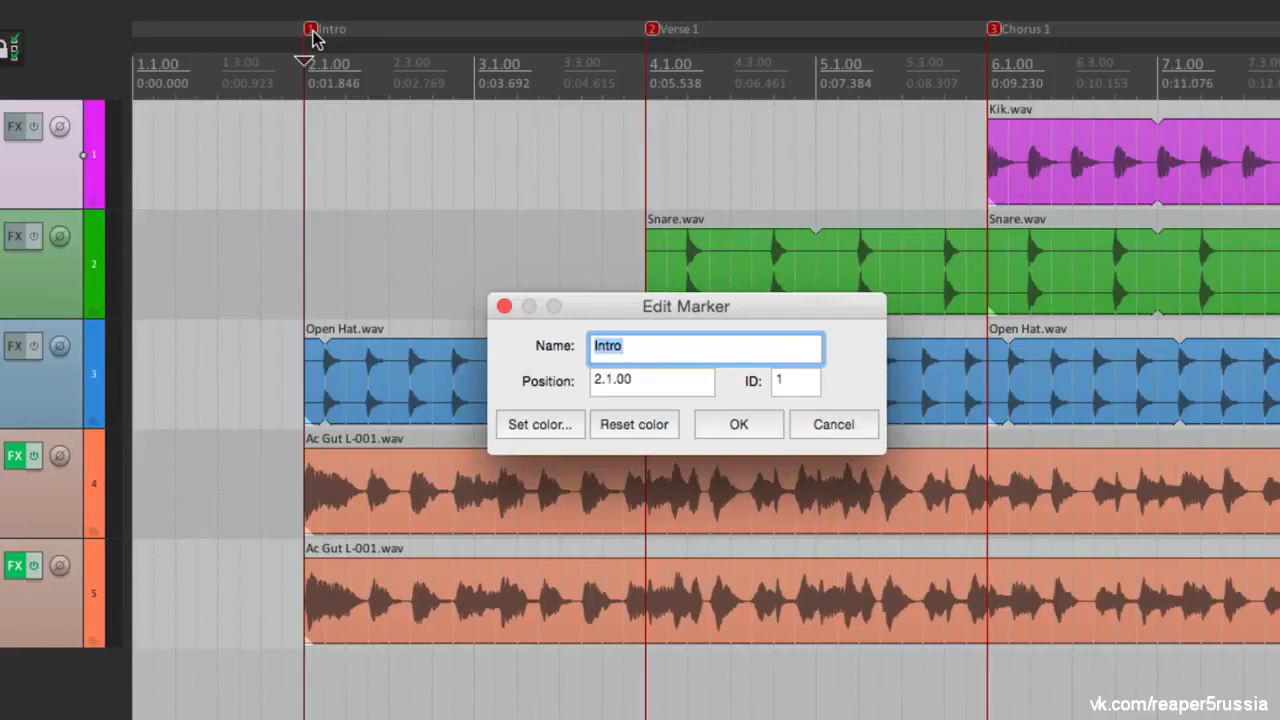 1 Intro
2 Verse 1
3 Chorus 1
1.1.00 1.3.00 2.1.00 2.3.00 3.1.00 3.3.00 4.1.00 4.3.00 5.1.00 5.3.00 6.1.00 6.3.00 7.1.00
0:00.000 0:00.923 0:01.846 0:02.769 0:03.692 0:04.615 0:05.538 0:06.461 0:07.384 0:08.307 0:09.230 0:10.153 0:11.076
Kik.wav
FX
1
Snare.wav
Snare.wav
FX
2
Edit Marker
Open Hat.wav
Open Hat.wav
Name: Intro
FX
3
Position: 2.1.00 ID: 1
Set color... Reset color OK Cancel
Ac Gut L-001.wav
FX
4
Ac Gut L-001.wav
FX
5
vk.com/reaper5russia